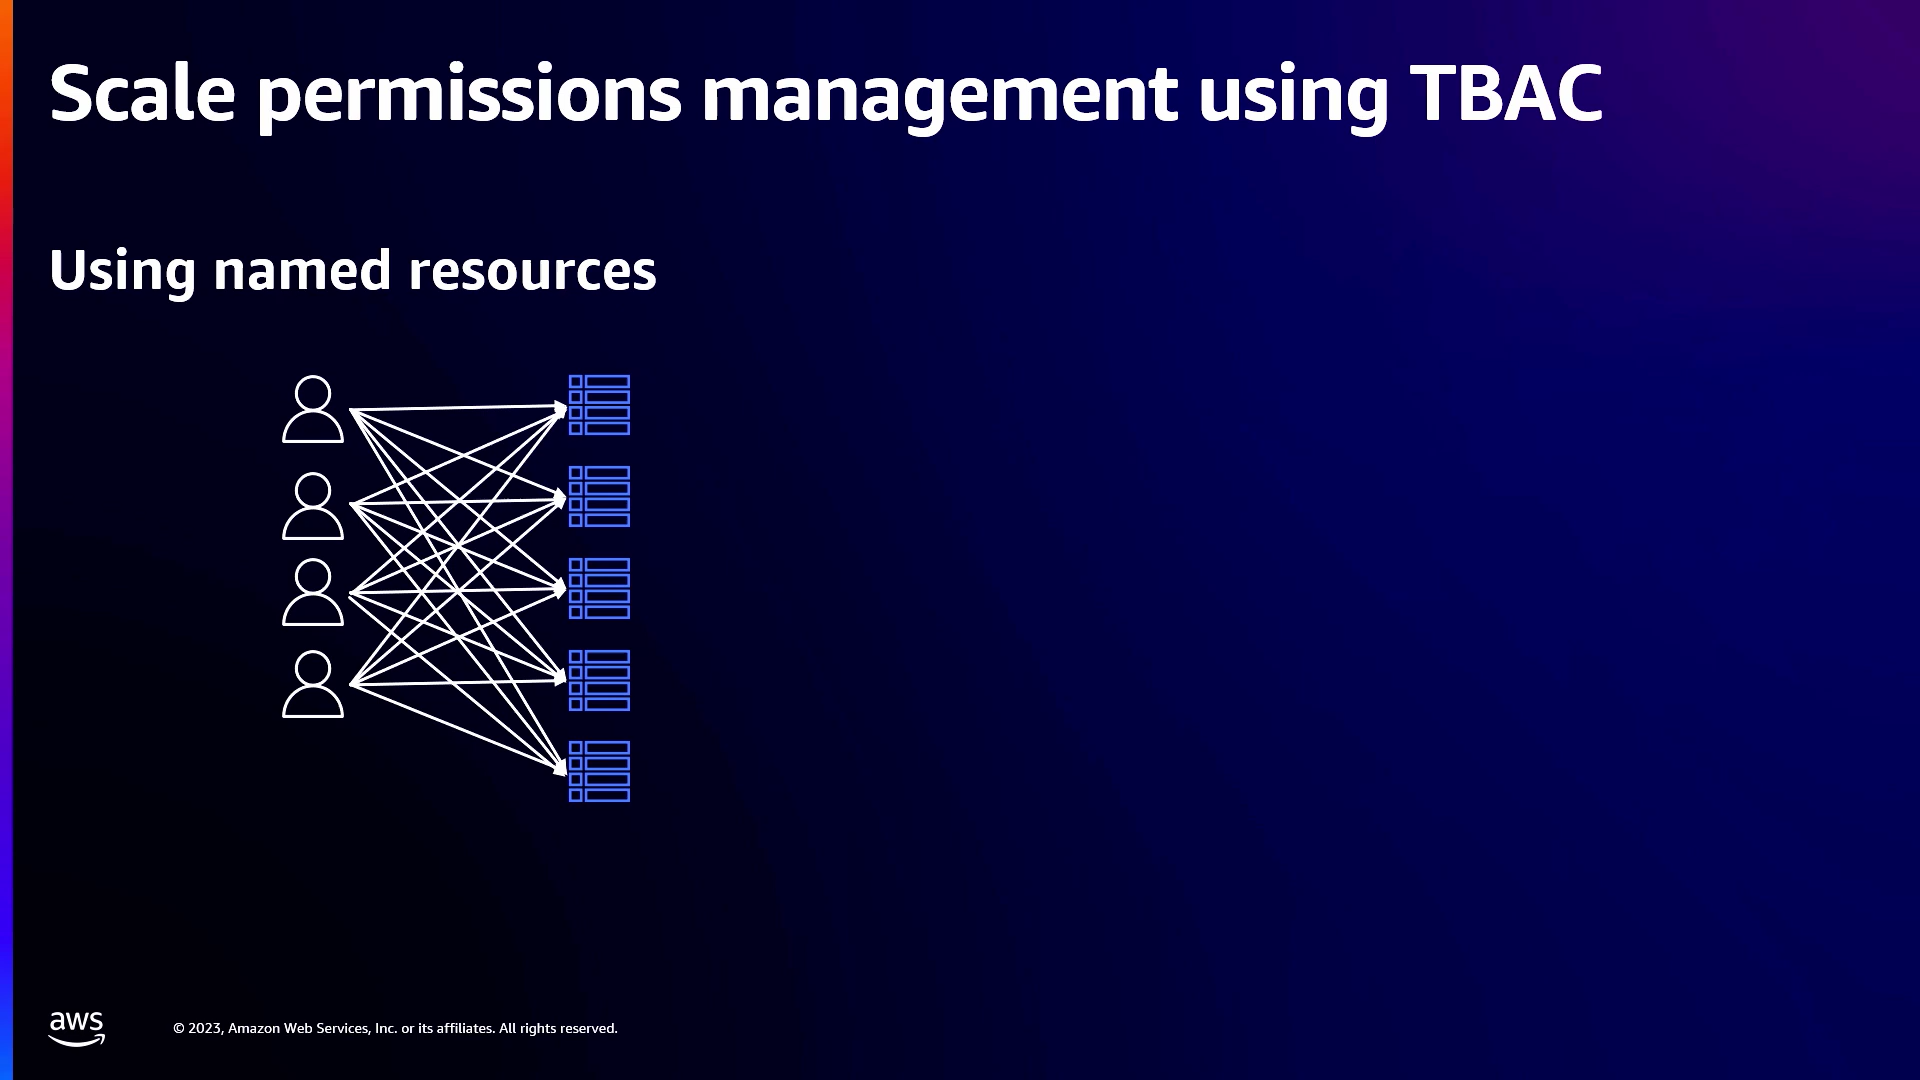 Scale permissions management using TBAC
Using named resources
aws
© 2023, Amazon Web Services, Inc. or its affiliates. All rights reserved.